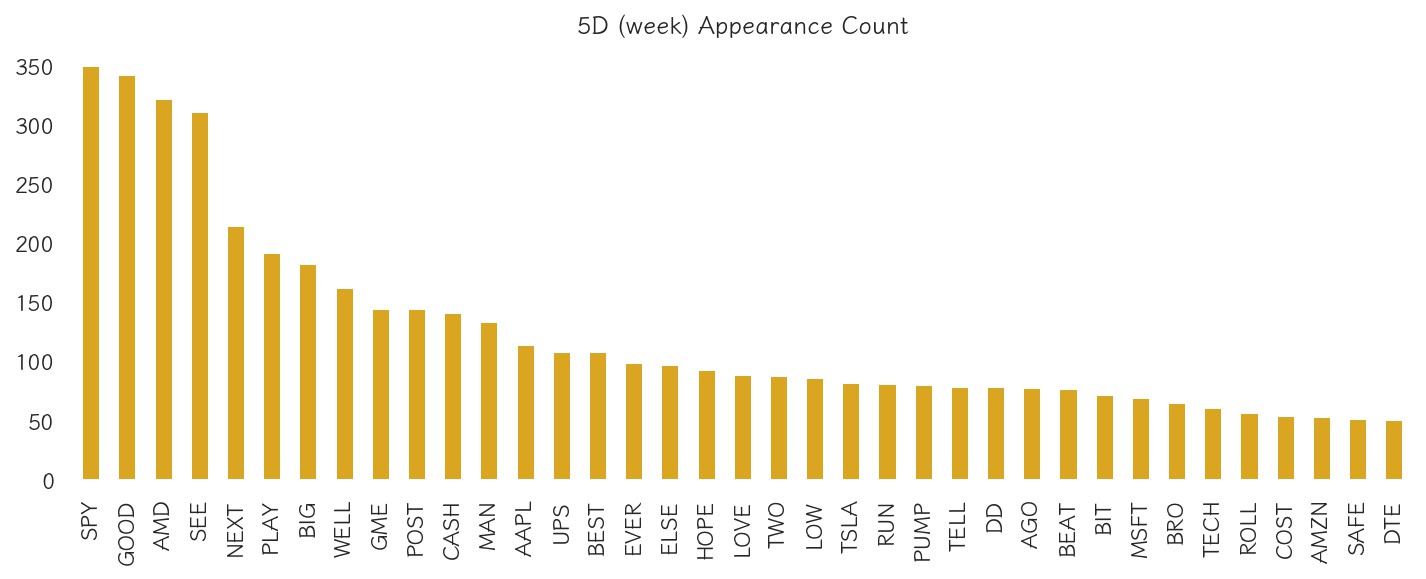 5D (week) Appearance Count
350
300
250
200
150
100
50
0
SPY
GOOD
AMD
SEE
NEXT
PLAY
BIG
WELL
GME
POST
CASH
MAN
AAPL
UPS
BEST
EVER
ELSE
HOPE
LOVE
TWO
LOW
TSLA
RUN
PUMP
TELL
DD
AGO
BEAT
BIT
MSFT
BRO
TECH
ROLL
COST
AMZN
SAFE
DTE